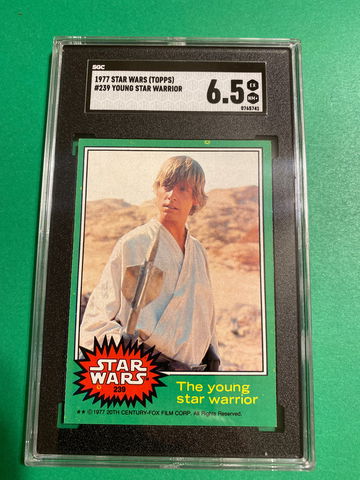 SGC
1977 STAR WARS (TOPPS)
#239 YOUNG STAR WARRIOR
6.5
EX
NM+
0765741
STAR
WARS
239
The young
star warrior
★★ © 1977 20TH CENTURY-FOX FILM CORP. All Rights Reserved.